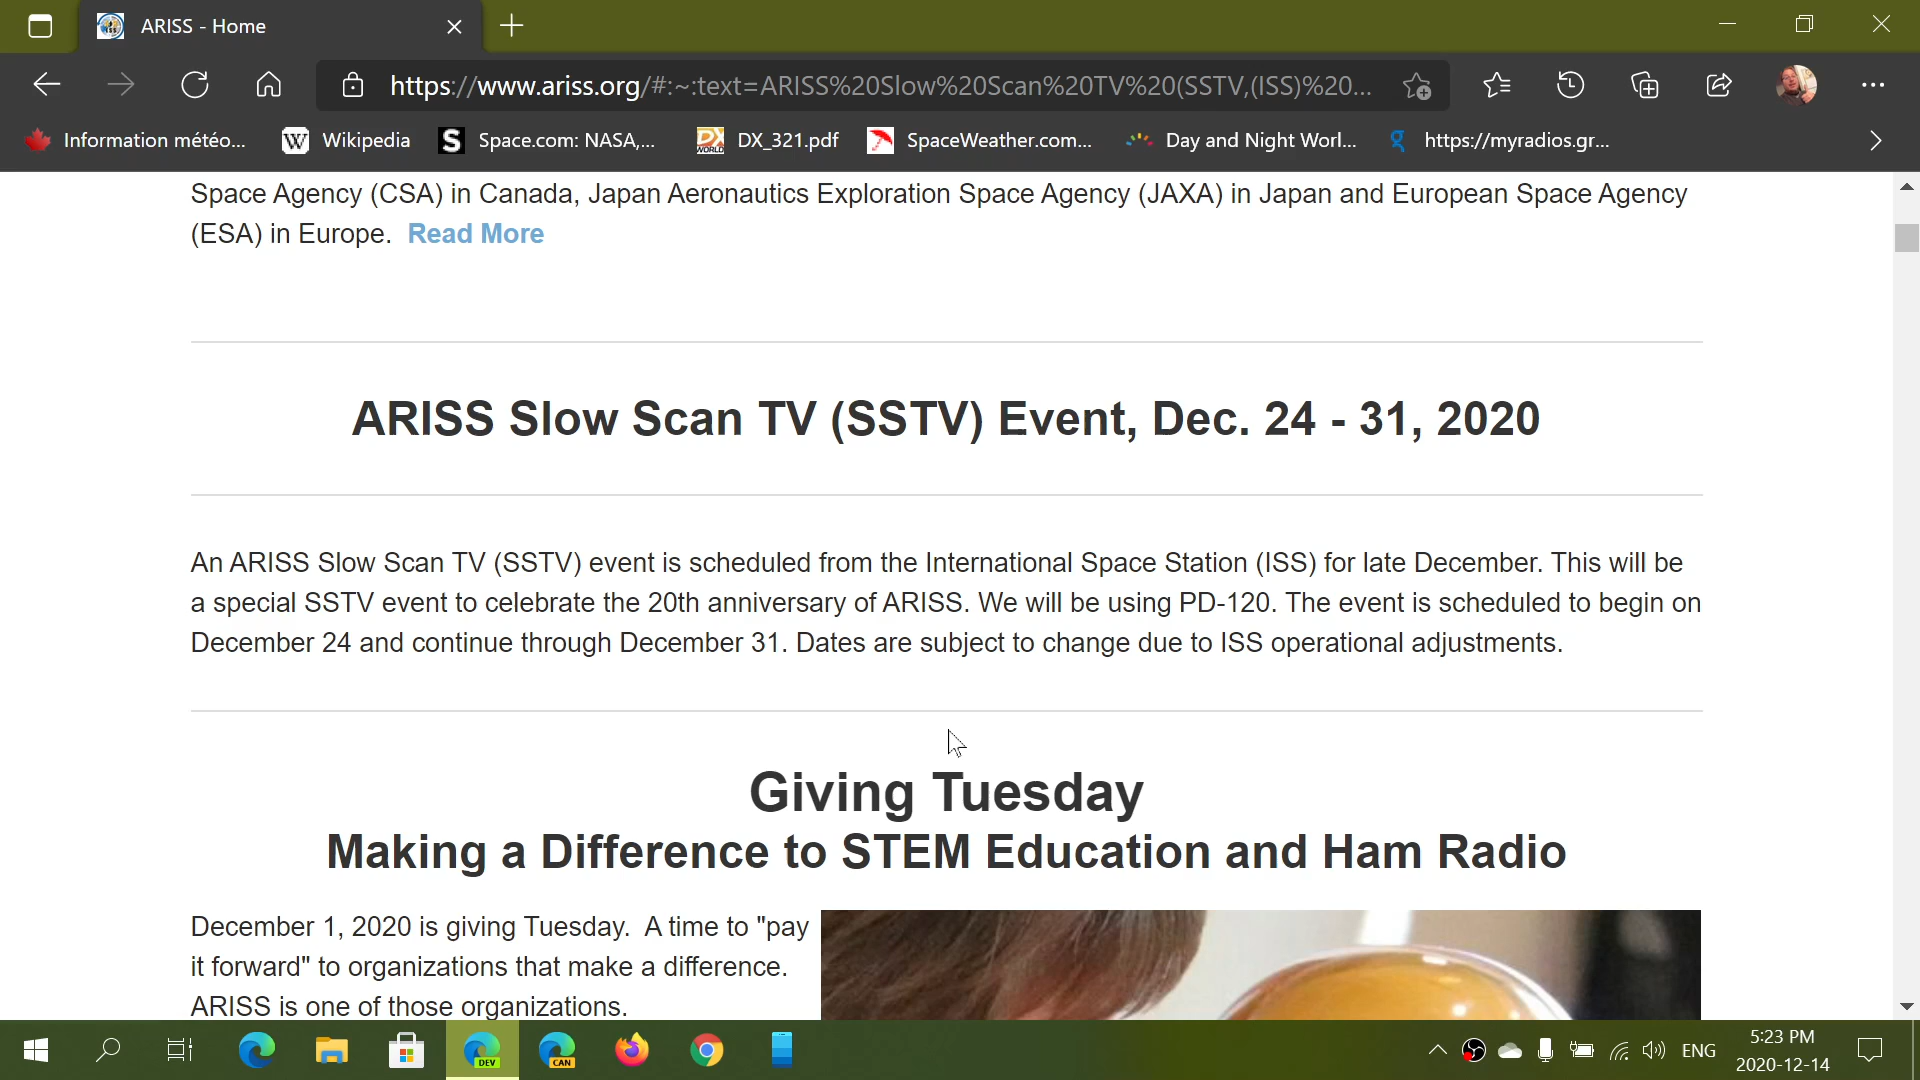 ARISS - Home
https://www.ariss.org/#:~:text=ARISS%20Slow%20Scan%20TV%20(SSTV,(ISS)%20...
Information météo...
W Wikipedia
S Space.com: NASA,...
DX WORLD DX_321.pdf
SpaceWeather.com...
Day and Night Worl...
https://myradios.gr...
Space Agency (CSA) in Canada, Japan Aeronautics Exploration Space Agency (JAXA) in Japan and European Space Agency
(ESA) in Europe. Read More
ARISS Slow Scan TV (SSTV) Event, Dec. 24 - 31, 2020
An ARISS Slow Scan TV (SSTV) event is scheduled from the International Space Station (ISS) for late December. This will be
a special SSTV event to celebrate the 20th anniversary of ARISS. We will be using PD-120. The event is scheduled to begin on
December 24 and continue through December 31. Dates are subject to change due to ISS operational adjustments.
Giving Tuesday
Making a Difference to STEM Education and Ham Radio
December 1, 2020 is giving Tuesday. A time to "pay
it forward" to organizations that make a difference.
ARISS is one of those organizations.
DEV
CAN
ENG
5:23 PM
2020-12-14